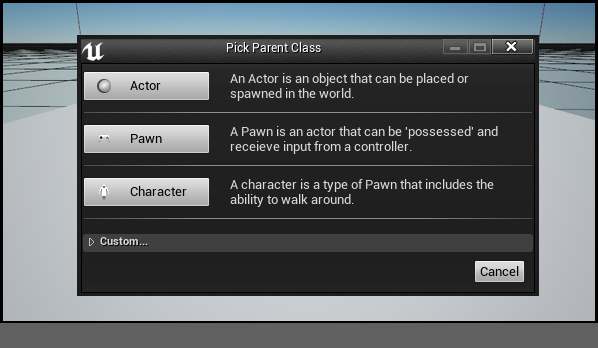 Pick Parent Class
Actor
An Actor is an object that can be placed or
spawned in the world.
Pawn
A Pawn is an actor that can be 'possessed' and
receieve input from a controller.
Character
A character is a type of Pawn that includes the
ability to walk around.
Custom...
Cancel